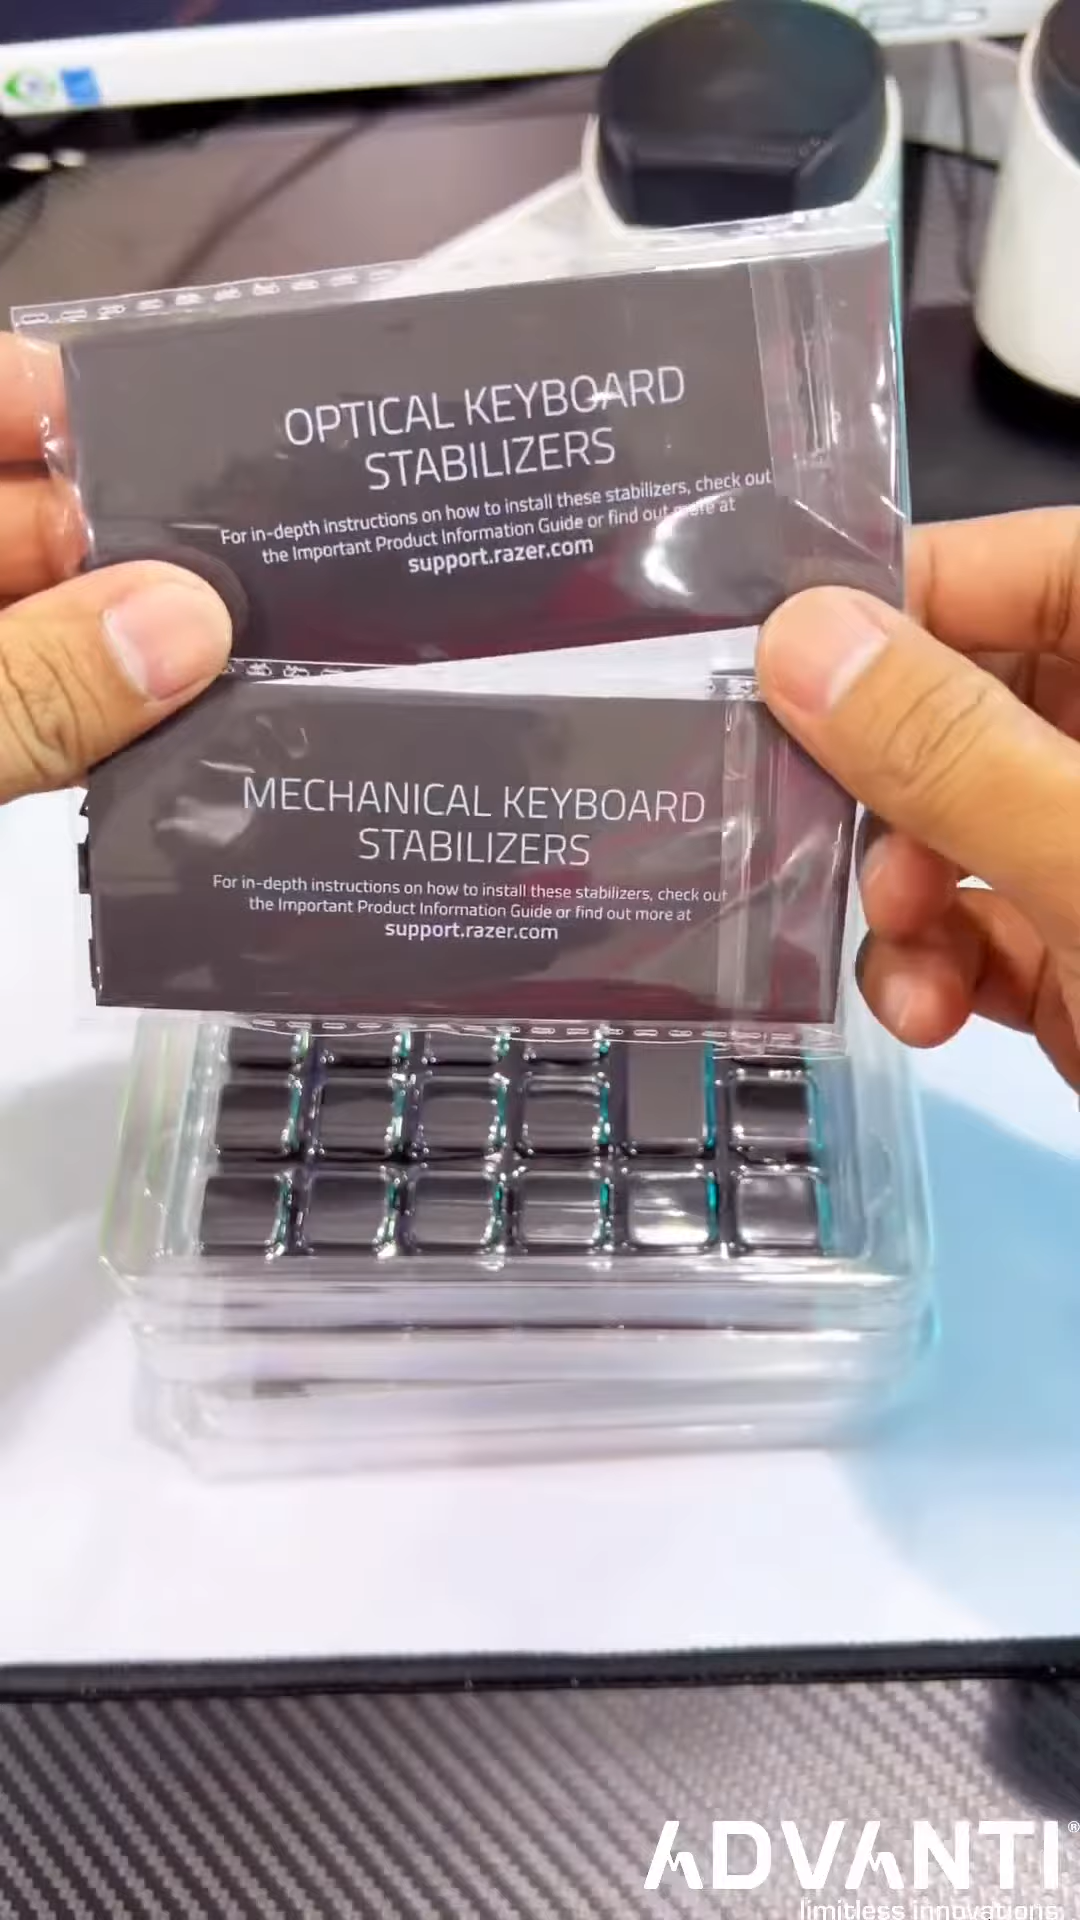 OPTICAL KEYBOARD
STABILIZERS
For in-depth instructions on how to install these stabilizers, check out
the Important Product Information Guide or find out more at
support.razer.com
MECHANICAL KEYBOARD
STABILIZERS
For in-depth instructions on how to install these stabilizers, check out
the Important Product Information Guide or find out more at
support.razer.com
ADVANTI®
limitless innovations.